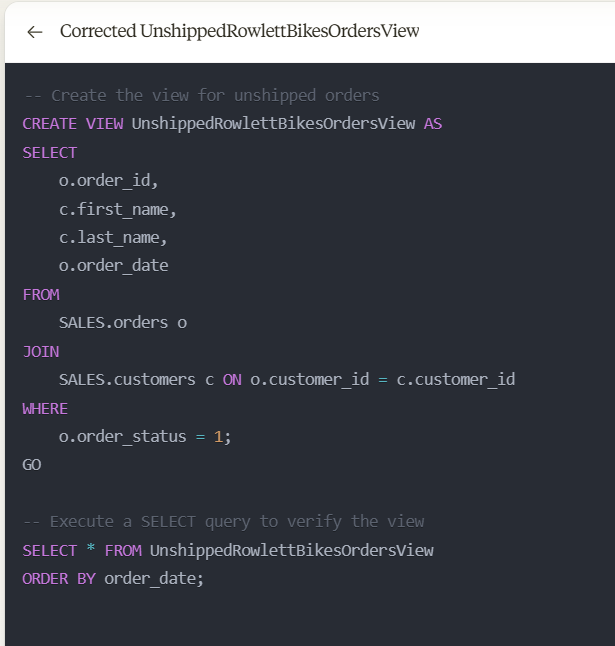 Corrected UnshippedRowlettBikesOrdersView
-- Create the view for unshipped orders
CREATE VIEW UnshippedRowlettBikesOrdersView AS
SELECT
    o.order_id,
    c.first_name,
    c.last_name,
    o.order_date
FROM
    SALES.orders o
JOIN
    SALES.customers c ON o.customer_id = c.customer_id
WHERE
    o.order_status = 1;
GO
-- Execute a SELECT query to verify the view
SELECT * FROM UnshippedRowlettBikesOrdersView
ORDER BY order_date;